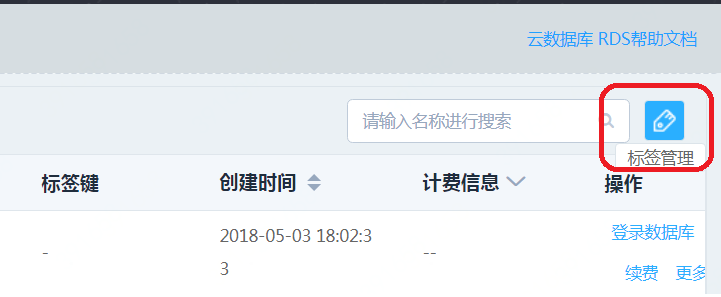 云数据库 RDS帮助文档
请输入名称进行搜索
标签管理
标签键 创建时间 计费信息 操作
- 2018-05-03 18:02:3 -- 登录数据库
3
续费 更多